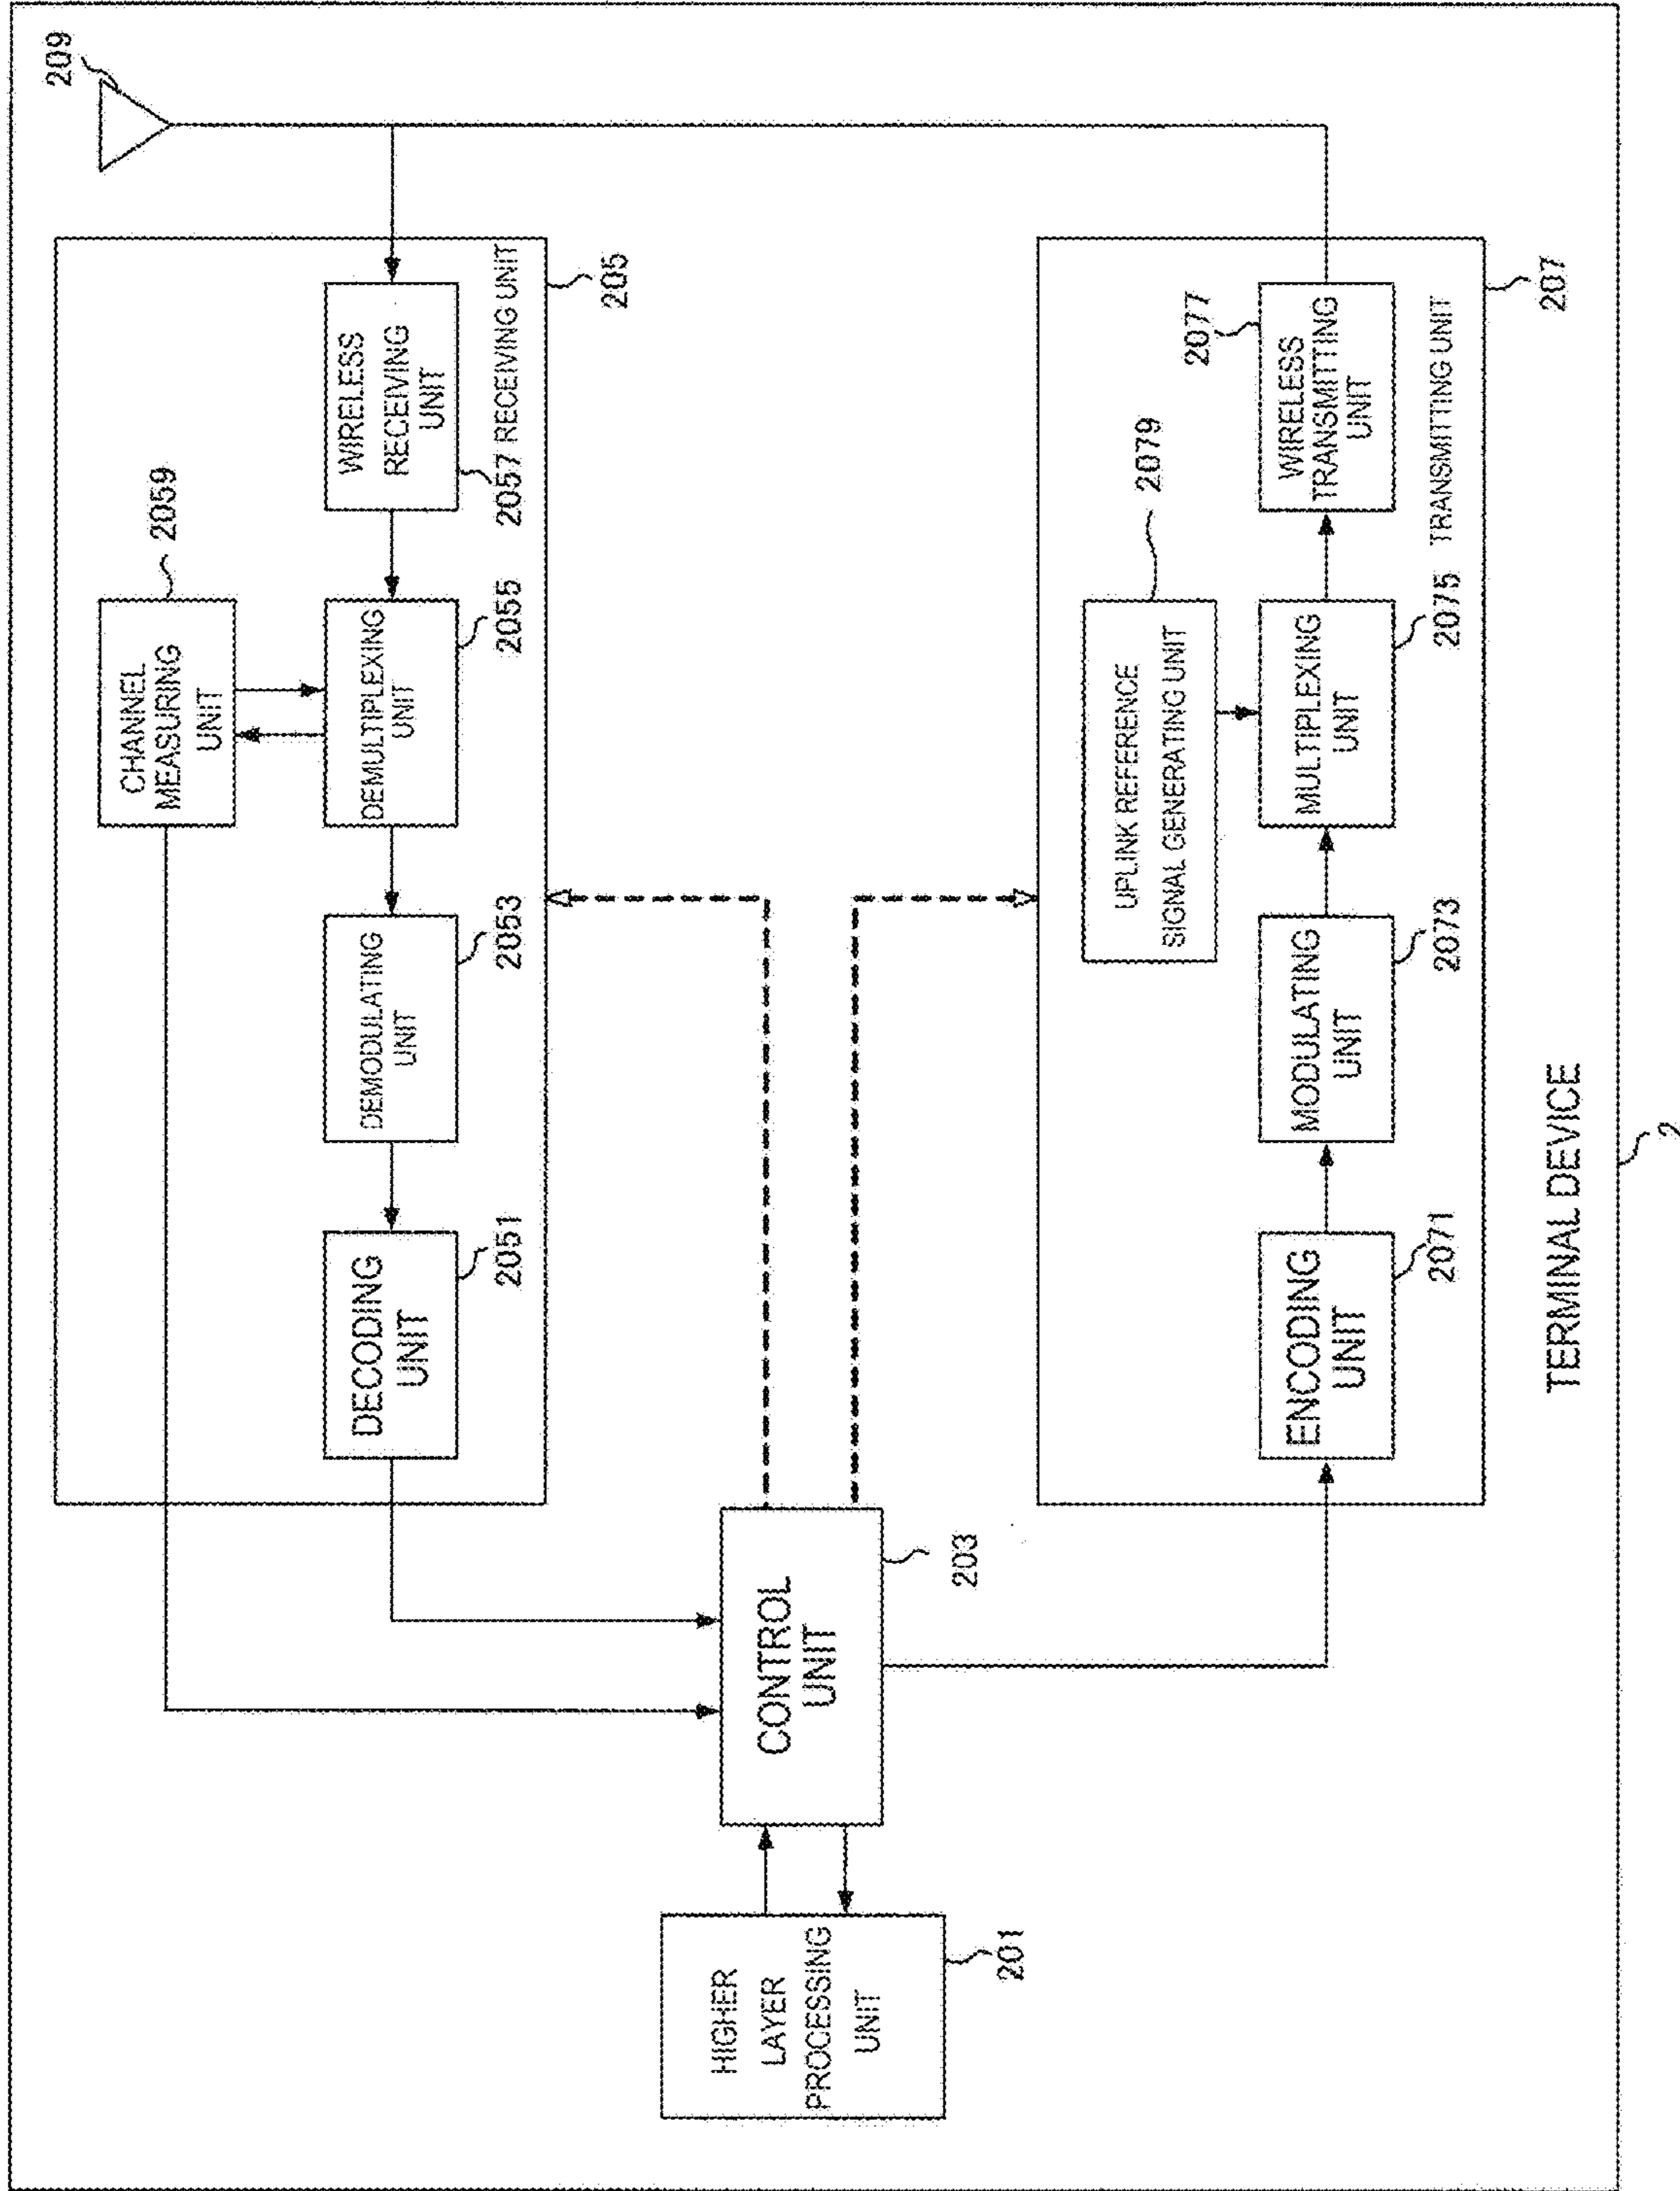 209
CHANNEL
MEASURING
UNIT
2059
DECODING
UNIT
2051
DEMODULATING
UNIT
2053
DEMUTIPLEXING
UNIT
2055
WIRELESS
RECEIVING
UNIT
2057
RECEIVING UNIT
205
HIGHER
LAYER
PROCESSING
UNIT
201
CONTROL
UNIT
203
UPLINK REFERENCE
SIGNAL GENERATING UNIT
2079
2077
ENCODING
UNIT
2071
MODULATING
UNIT
2073
MULTIPLEXING
UNIT
2075
WIRELESS
TRANSMITTING
UNIT
TRANSMITTING UNIT
207
TERMINAL DEVICE
2